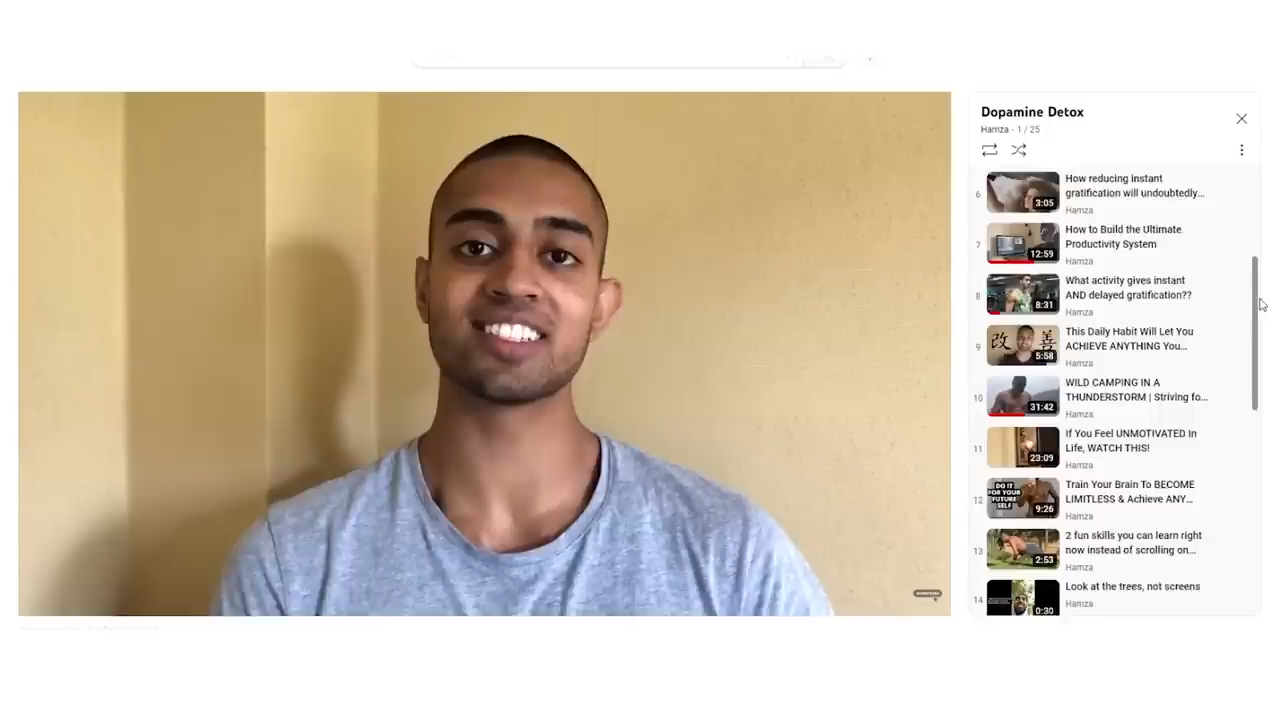 Dopamine Detox
Hamza - 1 / 25
6
How reducing instant
gratification will undoubtedly...
3:05
Hamza
7
How to Build the Ultimate
Productivity System
12:59
Hamza
8
What activity gives instant
AND delayed gratification??
8:31
Hamza
9
改 善
This Daily Habit Will Let You
ACHIEVE ANYTHING You...
5:58
Hamza
10
WILD CAMPING IN A
THUNDERSTORM | Striving fo...
31:42
Hamza
11
If You Feel UNMOTIVATED In
Life, WATCH THIS!
23:09
Hamza
12
DO IT
FOR YOUR
FUTURE
SELF
Train Your Brain To BECOME
LIMITLESS & Achieve ANY...
9:26
Hamza
13
2 fun skills you can learn right
now instead of scrolling on...
2:53
Hamza
14
Look at the trees, not screens
0:30
Hamza